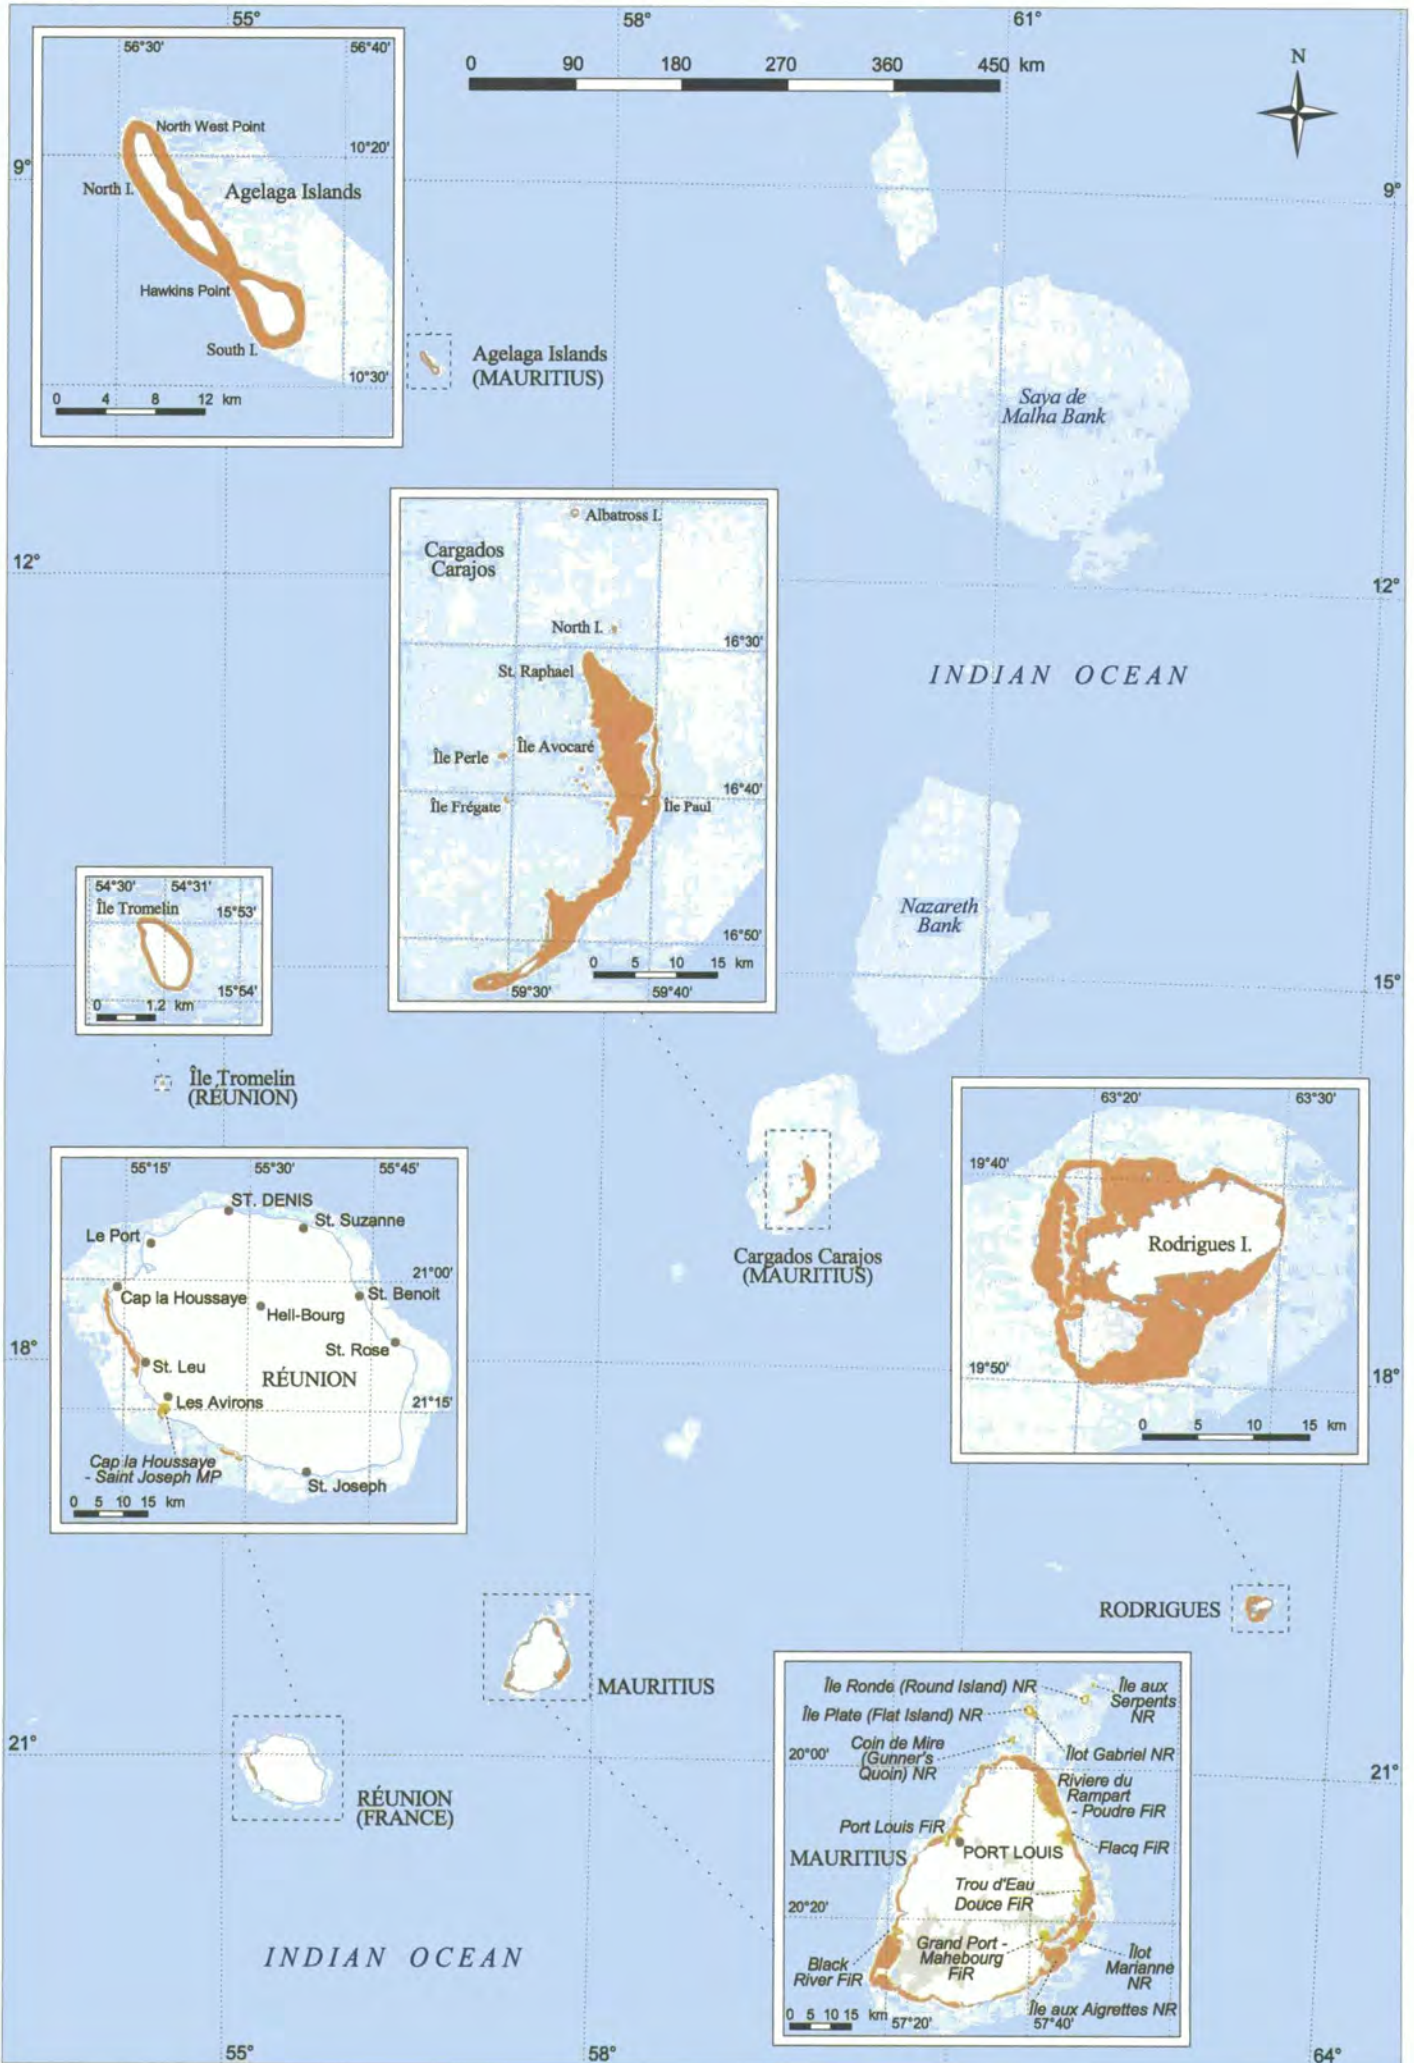 55°
58°
61°
0 90 180 270 360 450 km
N
9°
9°
56°30'
56°40'
North West Point
10°20'
North I.
Agelaga Islands
Hawkins Point
South I.
10°30'
0 4 8 12 km
Agelaga Islands
(MAURITIUS)
Saya de
Malha Bank
12°
12°
Albatross I.
Cargados
Carajos
North I.
16°30'
St. Raphael
Île Avocaré
Île Perle
16°40'
Île Frégate
Île Paul
16°50'
0 5 10 15 km
59°30'
59°40'
INDIAN OCEAN
Nazareth
Bank
15°
54°30'
54°31'
Île Tromelin
15°53'
15°54'
0 1.2 km
Île Tromelin
(RÉUNION)
Cargados Carajos
(MAURITIUS)
63°20'
63°30'
19°40'
Rodrigues I.
19°50'
0 5 10 15 km
55°15'
55°30'
55°45'
ST. DENIS
St. Suzanne
Le Port
21°00'
Cap la Houssaye
St. Benoit
Hell-Bourg
St. Rose
St. Leu
RÉUNION
Les Avirons
21°15'
Cap la Houssaye
- Saint Joseph MP
St. Joseph
0 5 10 15 km
18°
18°
RODRIGUES
MAURITIUS
21°
21°
RÉUNION
(FRANCE)
Île Ronde (Round Island) NR
Île aux
Serpents
NR
Île Plate (Flat Island) NR
Coin de Mire
(Gunner's
Quoin) NR
20°00'
Îlot Gabriel NR
Riviere du
Rampart
- Poudre FiR
Port Louis FiR
Flacq FiR
PORT LOUIS
MAURITIUS
Trou d'Eau
Douce FiR
20°20'
Grand Port -
Mahebourg
FiR
Black
River FiR
Îlot
Marianne
NR
Île aux Aigrettes NR
0 5 10 15 km
57°20'
57°40'
INDIAN OCEAN
55°
58°
64°